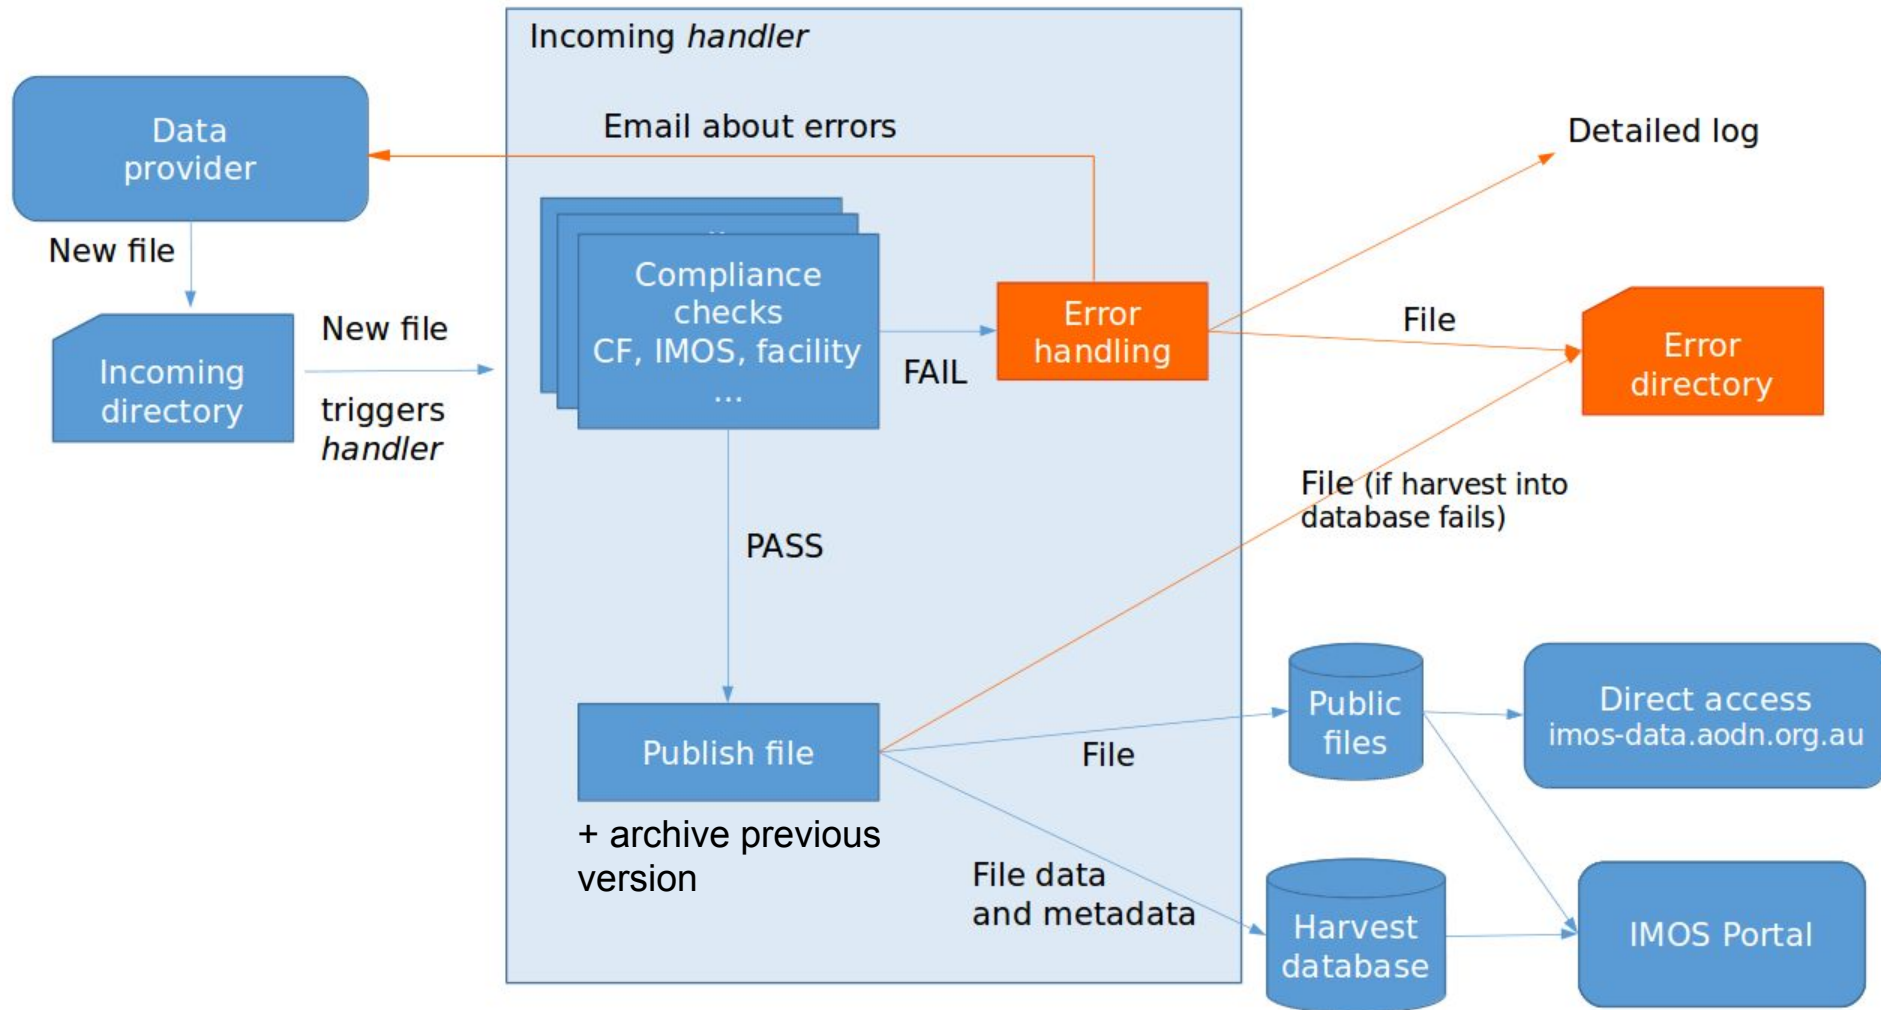 Incoming handler
Data
provider
Email about errors
Detailed log
New file
Compliance
checks
CF, IMOS, facility
...
Error
handling
FAIL
File
Error
directory
Incoming
directory
New file
triggers
handler
File (if harvest into
database fails)
PASS
Publish file
+ archive previous
version
File
Public
files
Direct access
imos-data.aodn.org.au
File data
and metadata
Harvest
database
IMOS Portal